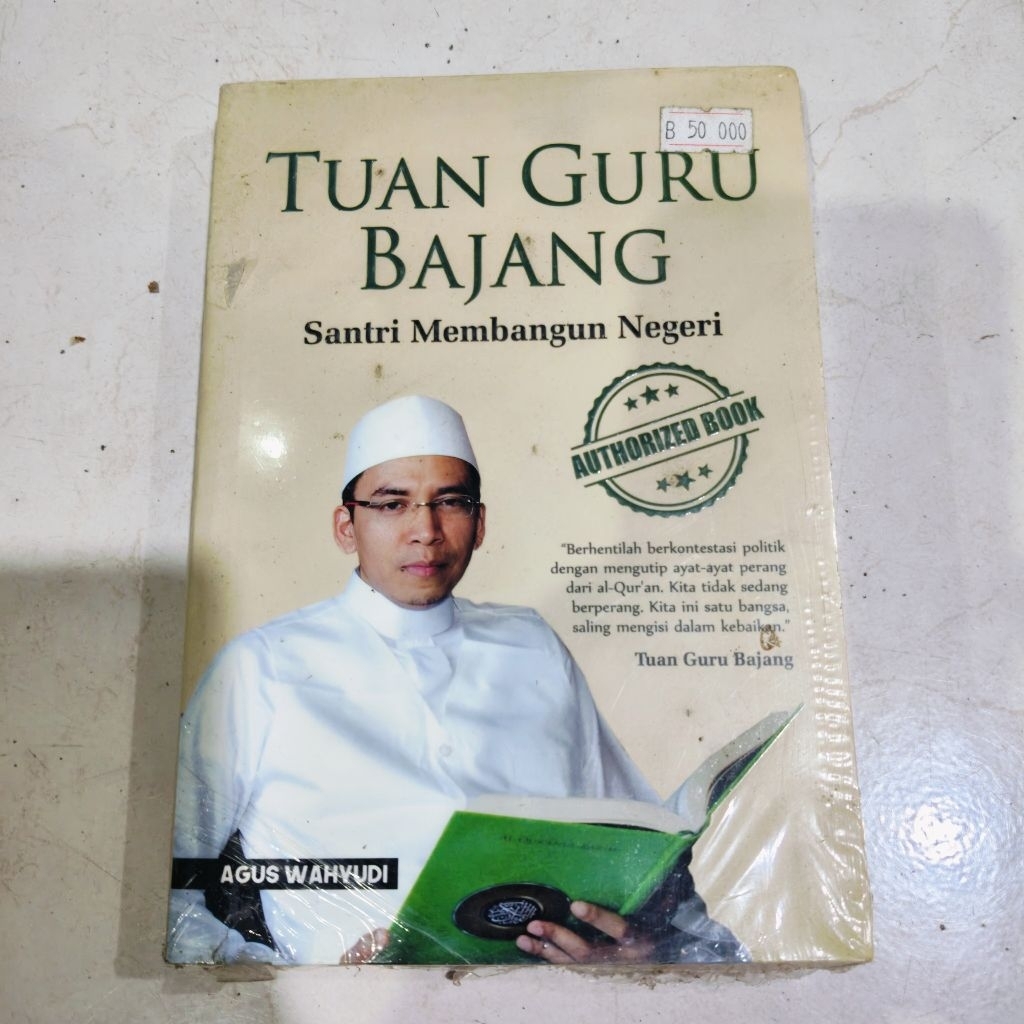 B 50 000
TUAN GURU
BAJANG
Santri Membangun Negeri
AUTHORIZED BOOK
"Berhentilah berkontestasi politik
dengan mengutip ayat-ayat perang
dari al-Qur'an. Kita tidak sedang
berperang. Kita ini satu bangsa,
saling mengisi dalam kebaikan."
Tuan Guru Bajang
AGUS WAHYUDI